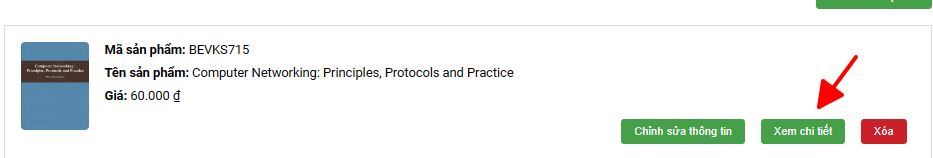 Computer Networking :
Principles, Protocols and Practice
Mã sản phẩm: BEVKS715
Tên sản phẩm: Computer Networking: Principles, Protocols and Practice
Giá: 60.000 ₫
Chỉnh sửa thông tin
Xem chi tiết
Xóa